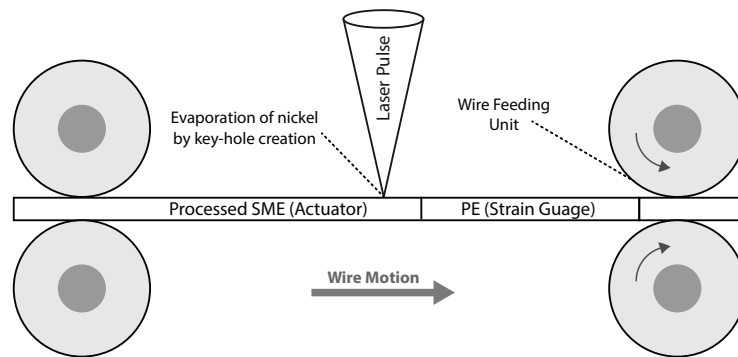 Laser Pulse
Evaporation of nickel
by key-hole creation
Wire Feeding
Unit
Processed SME (Actuator)
PE (Strain Guage)
Wire Motion